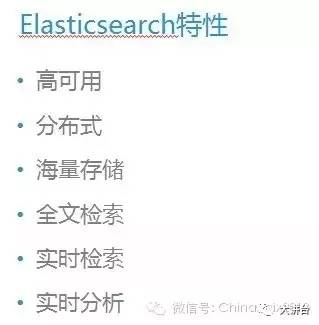 Elasticsearch特性
• 高可用
• 分布式
• 海量存储
• 全文检索
• 实时检索
• 实时分析
微信号: China
大屏台